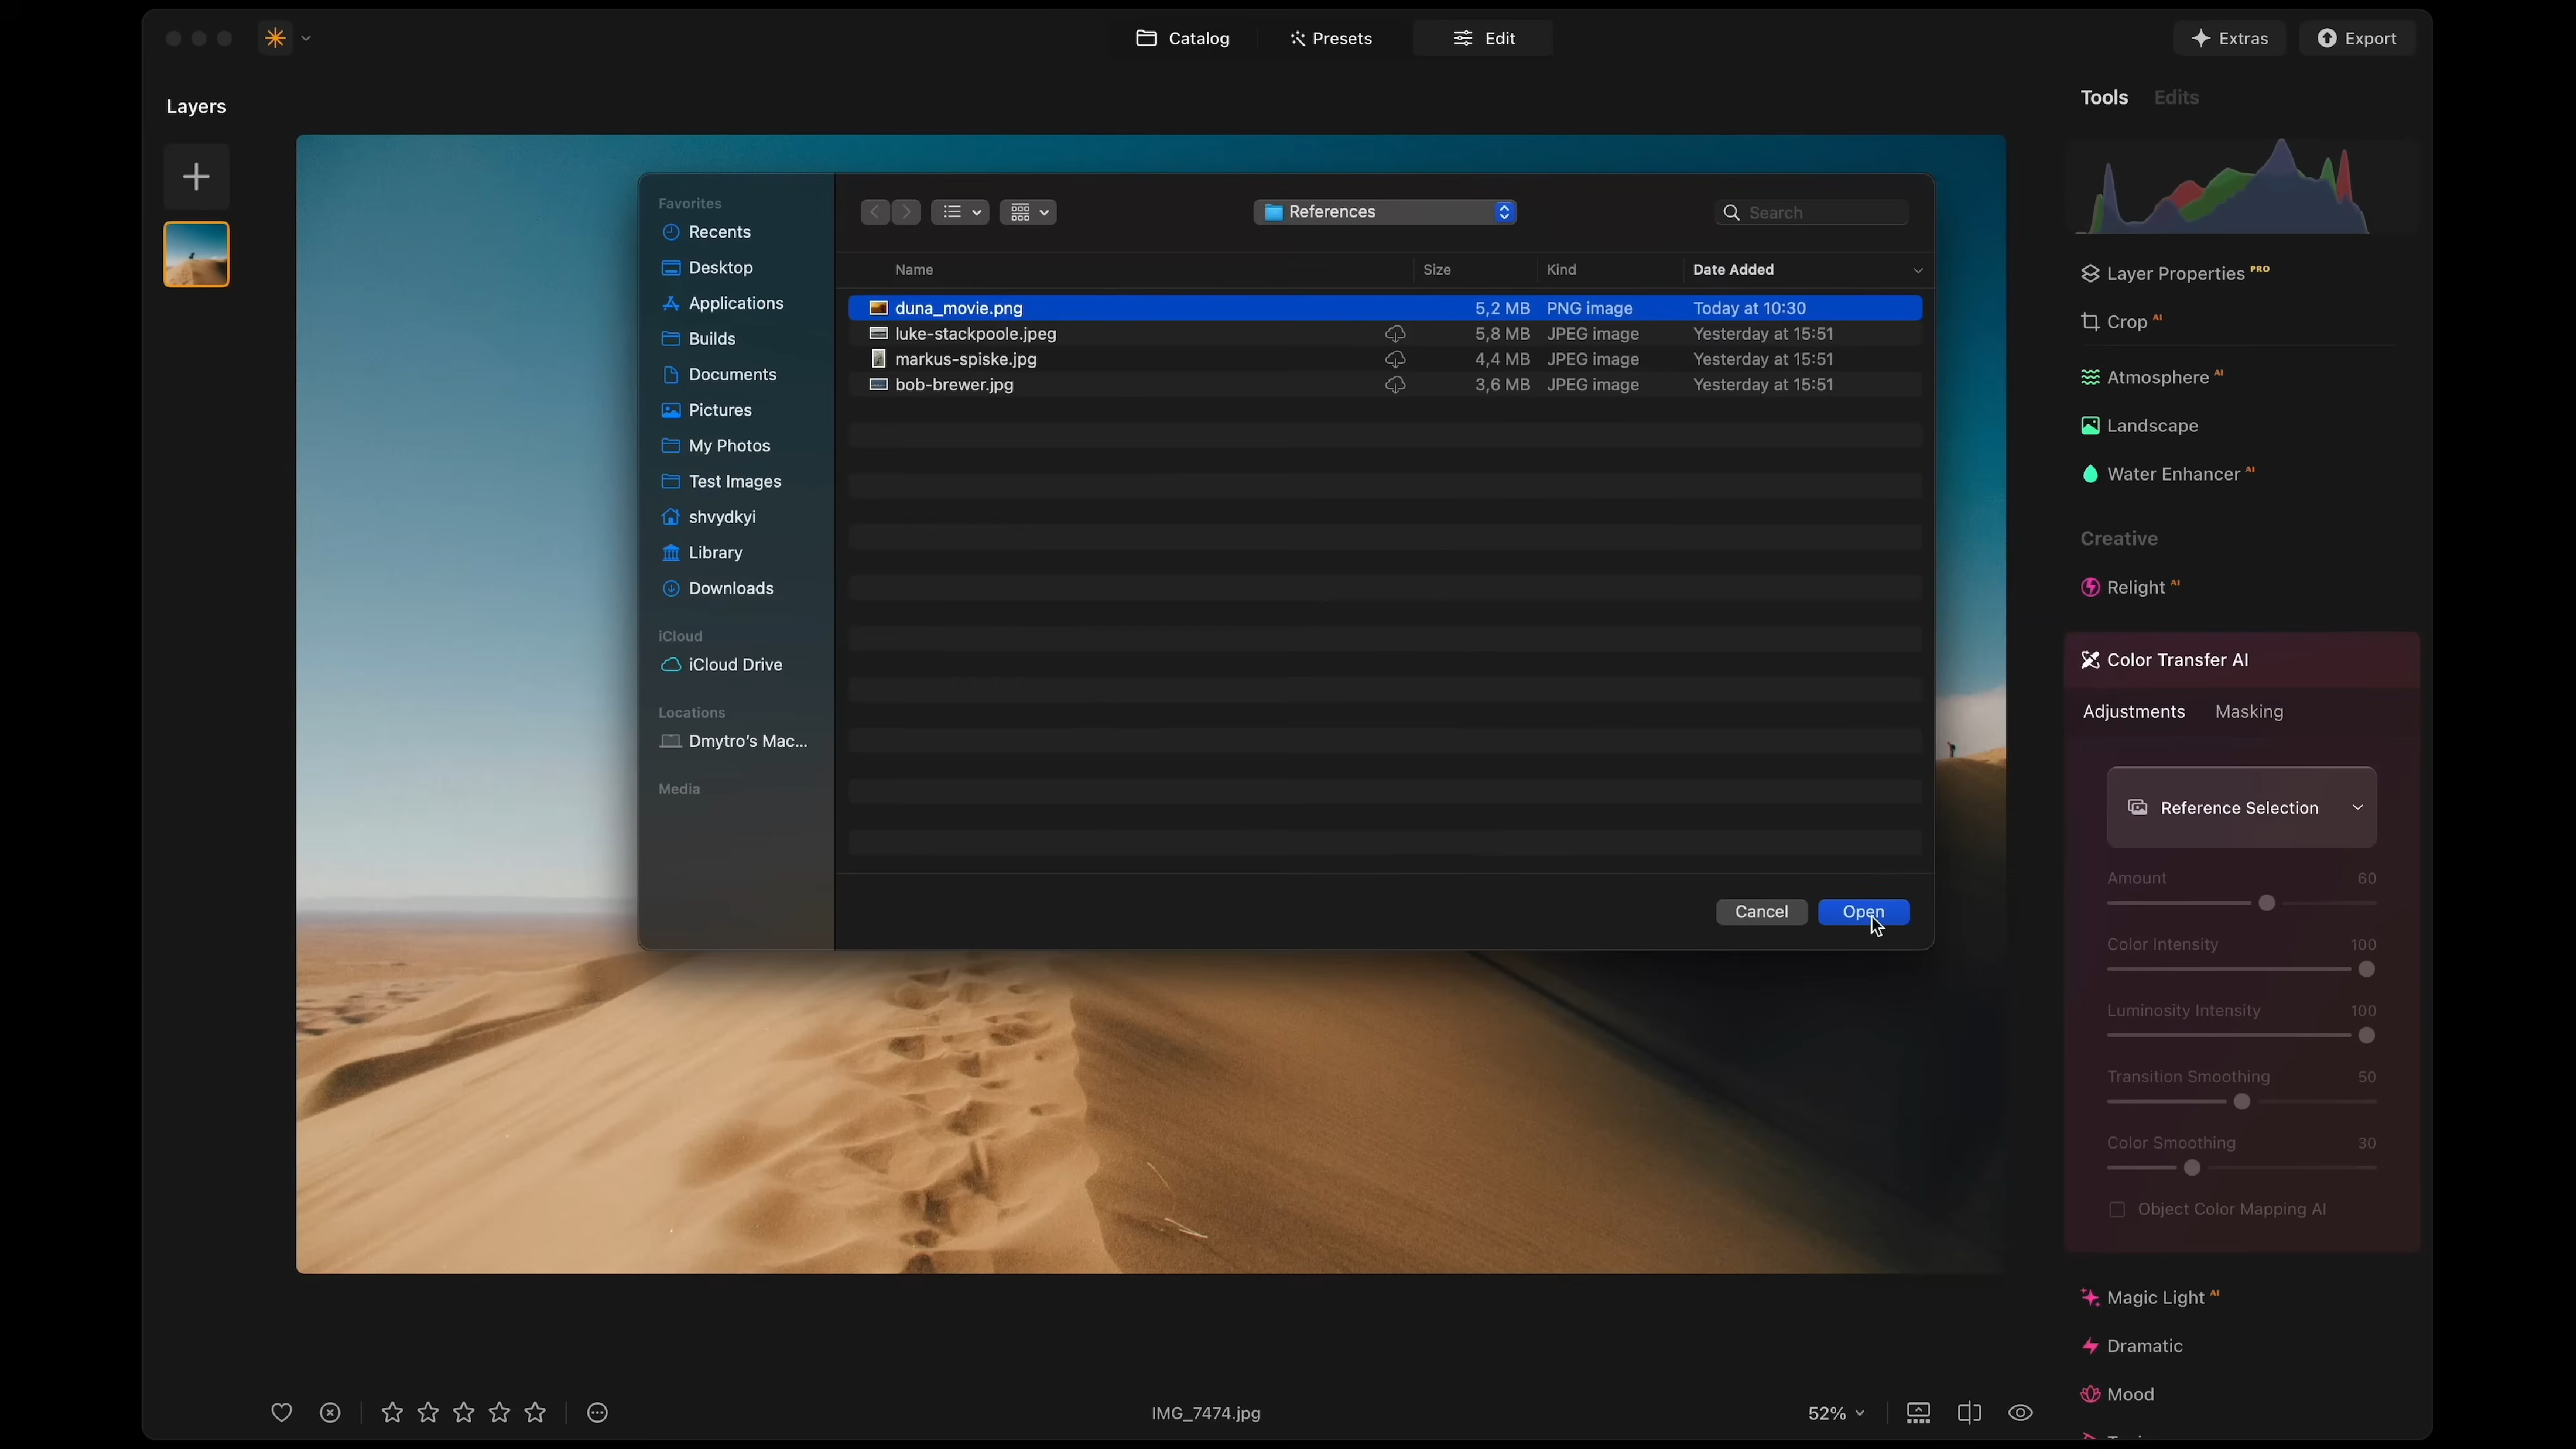 Catalog
Presets
Edit
Extras
Export
Layers
Tools Edits
Favorites
Recents
Desktop
Applications
Builds
Documents
Pictures
My Photos
Test Images
shvydkyi
Library
Downloads
iCloud
iCloud Drive
Locations
Dmytro's Mac...
Media
References
Search
Name Size Kind Date Added
duna_movie.png 5,2 MB PNG image Today at 10:30
luke-stackpoole.jpeg 5,8 MB JPEG image Yesterday at 15:51
markus-spiske.jpg 4,4 MB JPEG image Yesterday at 15:51
bob-brewer.jpg 3,6 MB JPEG image Yesterday at 15:51
Cancel Open
Layer Properties PRO
Crop AI
Atmosphere AI
Landscape
Water Enhancer AI
Creative
Relight AI
Color Transfer AI
Adjustments Masking
Reference Selection
Amount 60
Color Intensity 100
Luminosity Intensity 100
Transition Smoothing 50
Color Smoothing 30
Object Color Mapping AI
Magic Light AI
Dramatic
Mood
IMG_7474.jpg
52%